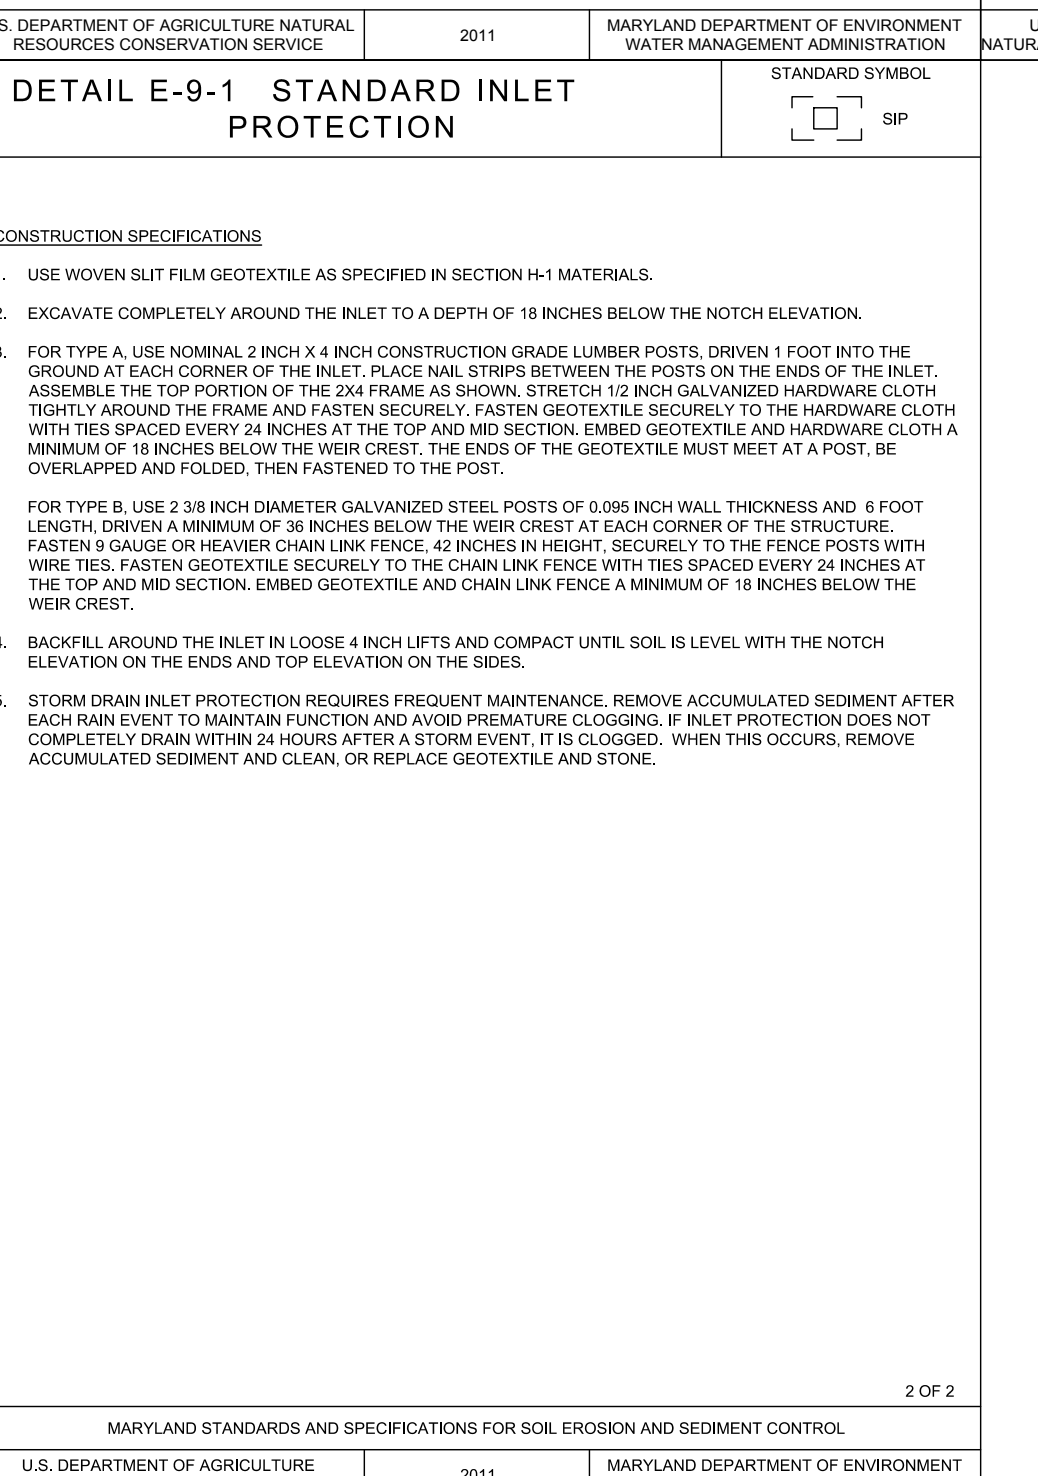 S. DEPARTMENT OF AGRICULTURE NATURAL
RESOURCES CONSERVATION SERVICE
2011
MARYLAND DEPARTMENT OF ENVIRONMENT
WATER MANAGEMENT ADMINISTRATION
U
NATURA
DETAIL E-9-1 STANDARD INLET
PROTECTION
STANDARD SYMBOL
SIP
CONSTRUCTION SPECIFICATIONS
. USE WOVEN SLIT FILM GEOTEXTILE AS SPECIFIED IN SECTION H-1 MATERIALS.
2. EXCAVATE COMPLETELY AROUND THE INLET TO A DEPTH OF 18 INCHES BELOW THE NOTCH ELEVATION.
3. FOR TYPE A, USE NOMINAL 2 INCH X 4 INCH CONSTRUCTION GRADE LUMBER POSTS, DRIVEN 1 FOOT INTO THE
GROUND AT EACH CORNER OF THE INLET. PLACE NAIL STRIPS BETWEEN THE POSTS ON THE ENDS OF THE INLET.
ASSEMBLE THE TOP PORTION OF THE 2X4 FRAME AS SHOWN. STRETCH 1/2 INCH GALVANIZED HARDWARE CLOTH
TIGHTLY AROUND THE FRAME AND FASTEN SECURELY. FASTEN GEOTEXTILE SECURELY TO THE HARDWARE CLOTH
WITH TIES SPACED EVERY 24 INCHES AT THE TOP AND MID SECTION. EMBED GEOTEXTILE AND HARDWARE CLOTH A
MINIMUM OF 18 INCHES BELOW THE WEIR CREST. THE ENDS OF THE GEOTEXTILE MUST MEET AT A POST, BE
OVERLAPPED AND FOLDED, THEN FASTENED TO THE POST.
FOR TYPE B, USE 2 3/8 INCH DIAMETER GALVANIZED STEEL POSTS OF 0.095 INCH WALL THICKNESS AND 6 FOOT
LENGTH, DRIVEN A MINIMUM OF 36 INCHES BELOW THE WEIR CREST AT EACH CORNER OF THE STRUCTURE.
FASTEN 9 GAUGE OR HEAVIER CHAIN LINK FENCE, 42 INCHES IN HEIGHT, SECURELY TO THE FENCE POSTS WITH
WIRE TIES. FASTEN GEOTEXTILE SECURELY TO THE CHAIN LINK FENCE WITH TIES SPACED EVERY 24 INCHES AT
THE TOP AND MID SECTION. EMBED GEOTEXTILE AND CHAIN LINK FENCE A MINIMUM OF 18 INCHES BELOW THE
WEIR CREST.
4. BACKFILL AROUND THE INLET IN LOOSE 4 INCH LIFTS AND COMPACT UNTIL SOIL IS LEVEL WITH THE NOTCH
ELEVATION ON THE ENDS AND TOP ELEVATION ON THE SIDES.
5. STORM DRAIN INLET PROTECTION REQUIRES FREQUENT MAINTENANCE. REMOVE ACCUMULATED SEDIMENT AFTER
EACH RAIN EVENT TO MAINTAIN FUNCTION AND AVOID PREMATURE CLOGGING. IF INLET PROTECTION DOES NOT
COMPLETELY DRAIN WITHIN 24 HOURS AFTER A STORM EVENT, IT IS CLOGGED. WHEN THIS OCCURS, REMOVE
ACCUMULATED SEDIMENT AND CLEAN, OR REPLACE GEOTEXTILE AND STONE.
2 OF 2
MARYLAND STANDARDS AND SPECIFICATIONS FOR SOIL EROSION AND SEDIMENT CONTROL
U.S. DEPARTMENT OF AGRICULTURE
2011
MARYLAND DEPARTMENT OF ENVIRONMENT